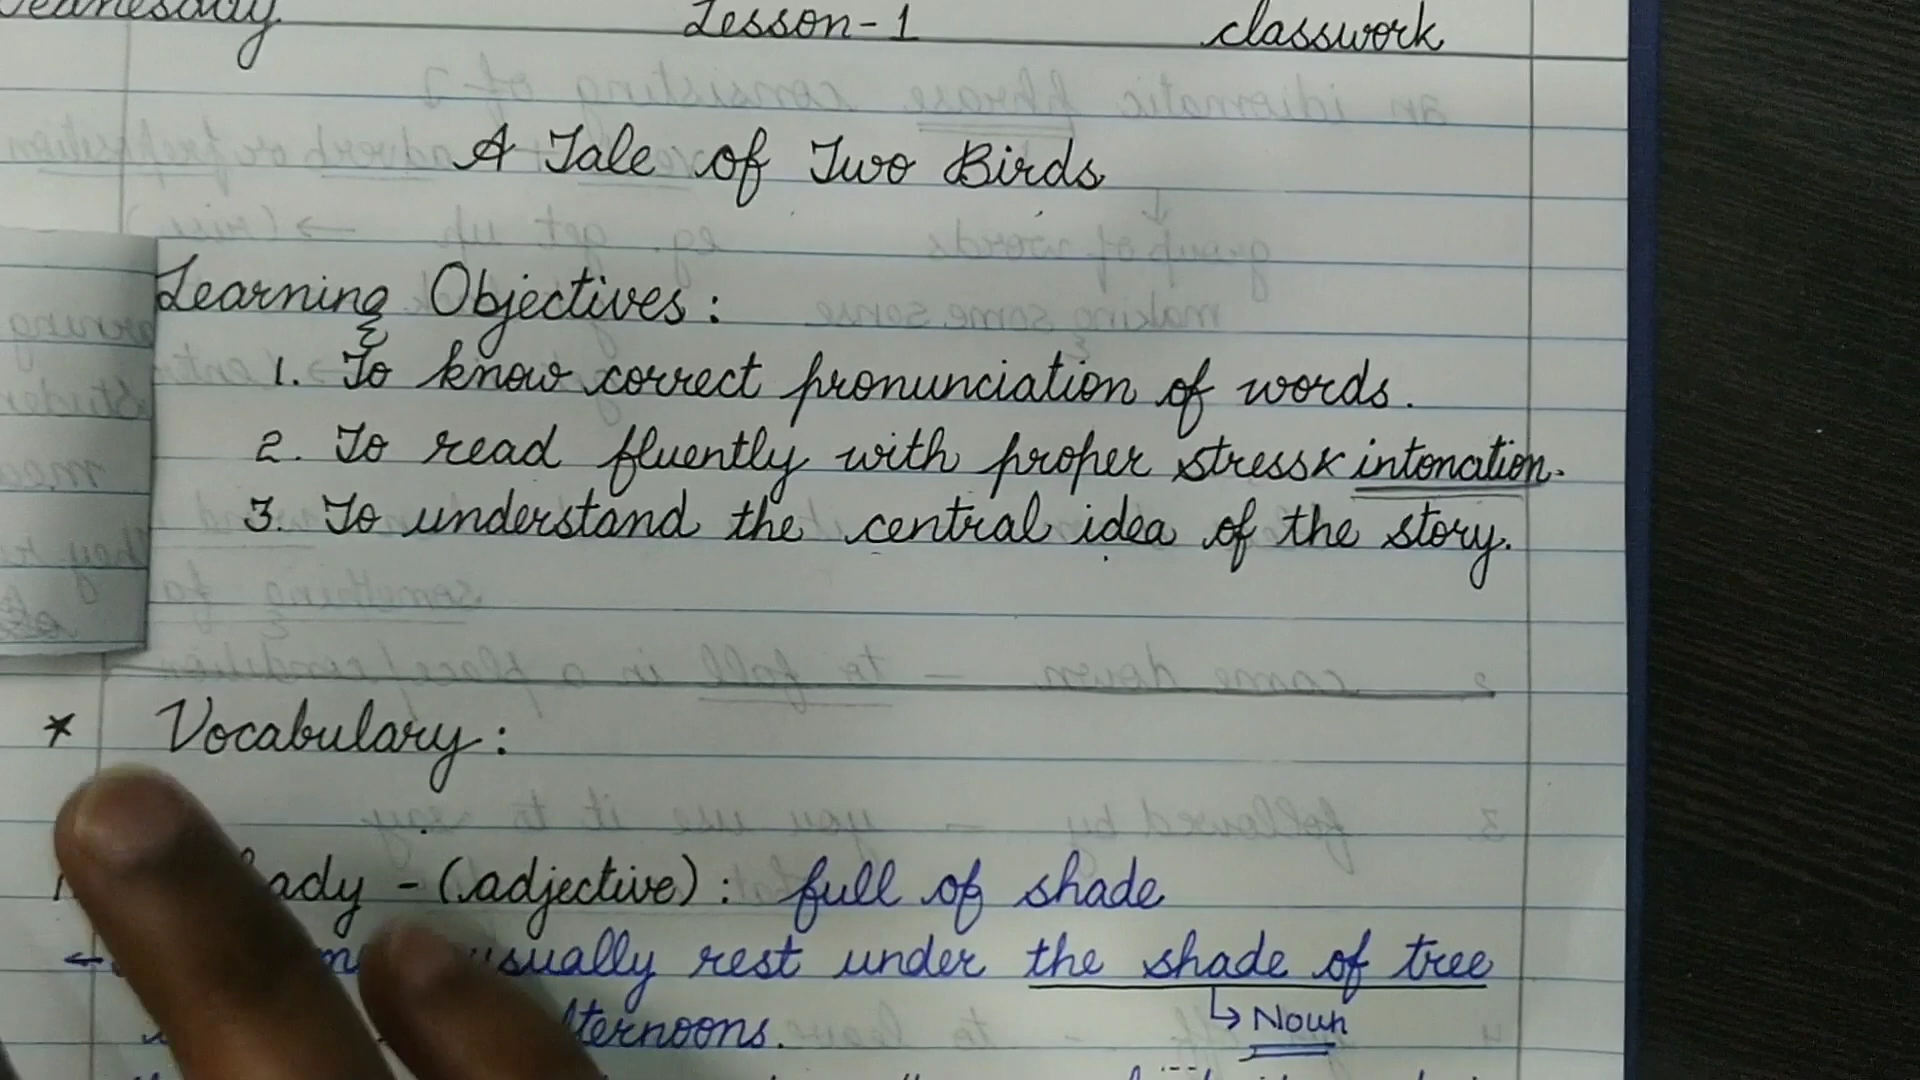 Wednesday Lesson-1 classwork
A Tale of Two Birds
Learning Objectives:
1. To know correct pronunciation of words.
2. To read fluently with proper stress & intonation.
3. To understand the central idea of the story.
* Vocabulary:
ady - (adjective) : full of shade
usually rest under the shade of tree
↳ Noun
ternoons.